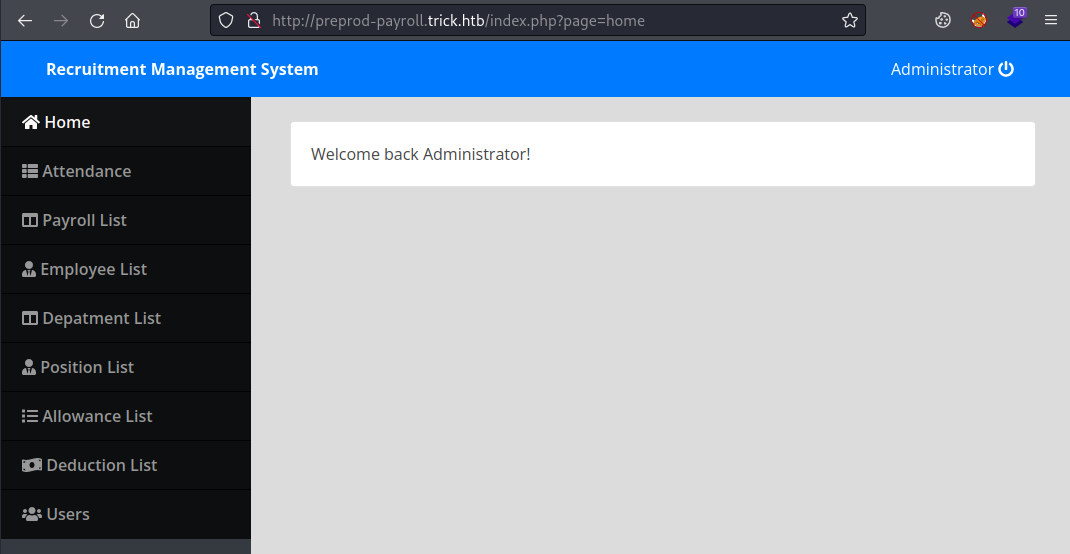 http://preprod-payroll.trick.htb/index.php?page=home
10
Recruitment Management System
Administrator
Home
Welcome back Administrator!
Attendance
Payroll List
Employee List
Depatment List
Position List
Allowance List
Deduction List
Users